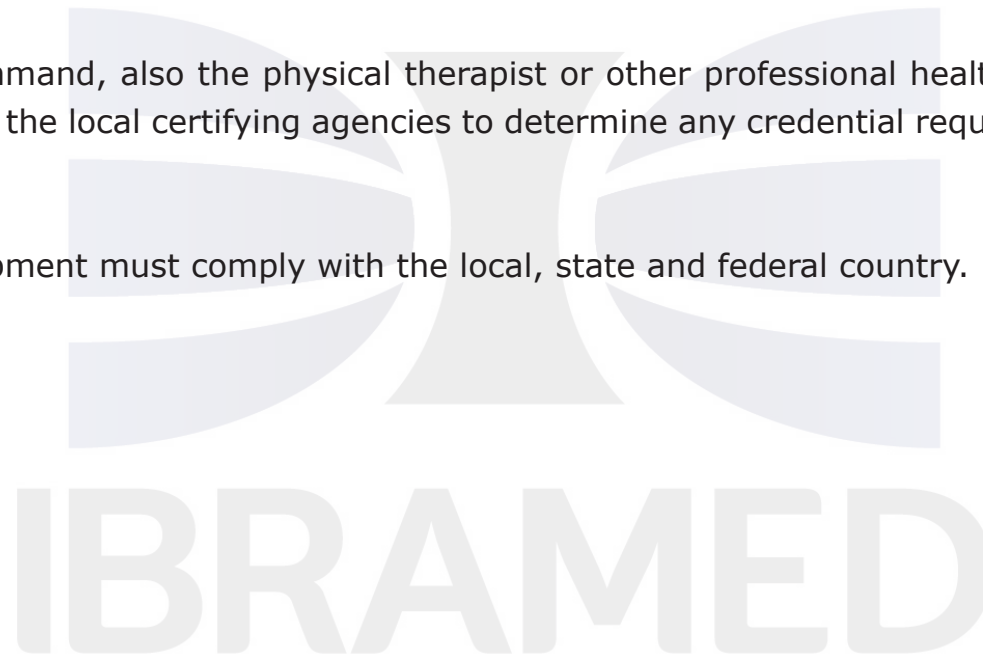 mmand, also the physical therapist or other professional healt
the local certifying agencies to determine any credential requ
pment must comply with the local, state and federal country.
IBRAMED